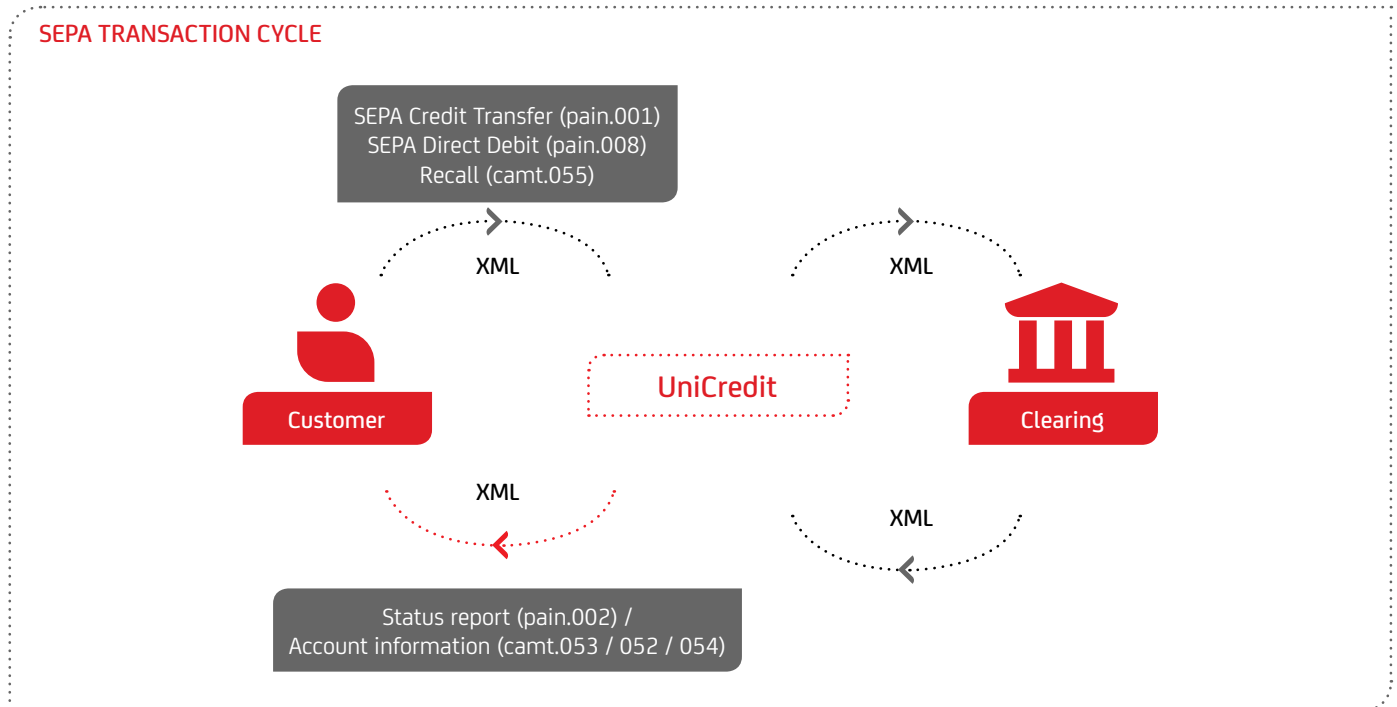 SEPA TRANSACTION CYCLE
SEPA Credit Transfer (pain.001)
SEPA Direct Debit (pain.008)
Recall (camt.055)
XML
XML
UniCredit
Customer
Clearing
XML
XML
Status report (pain.002) /
Account information (camt.053 / 052 / 054)